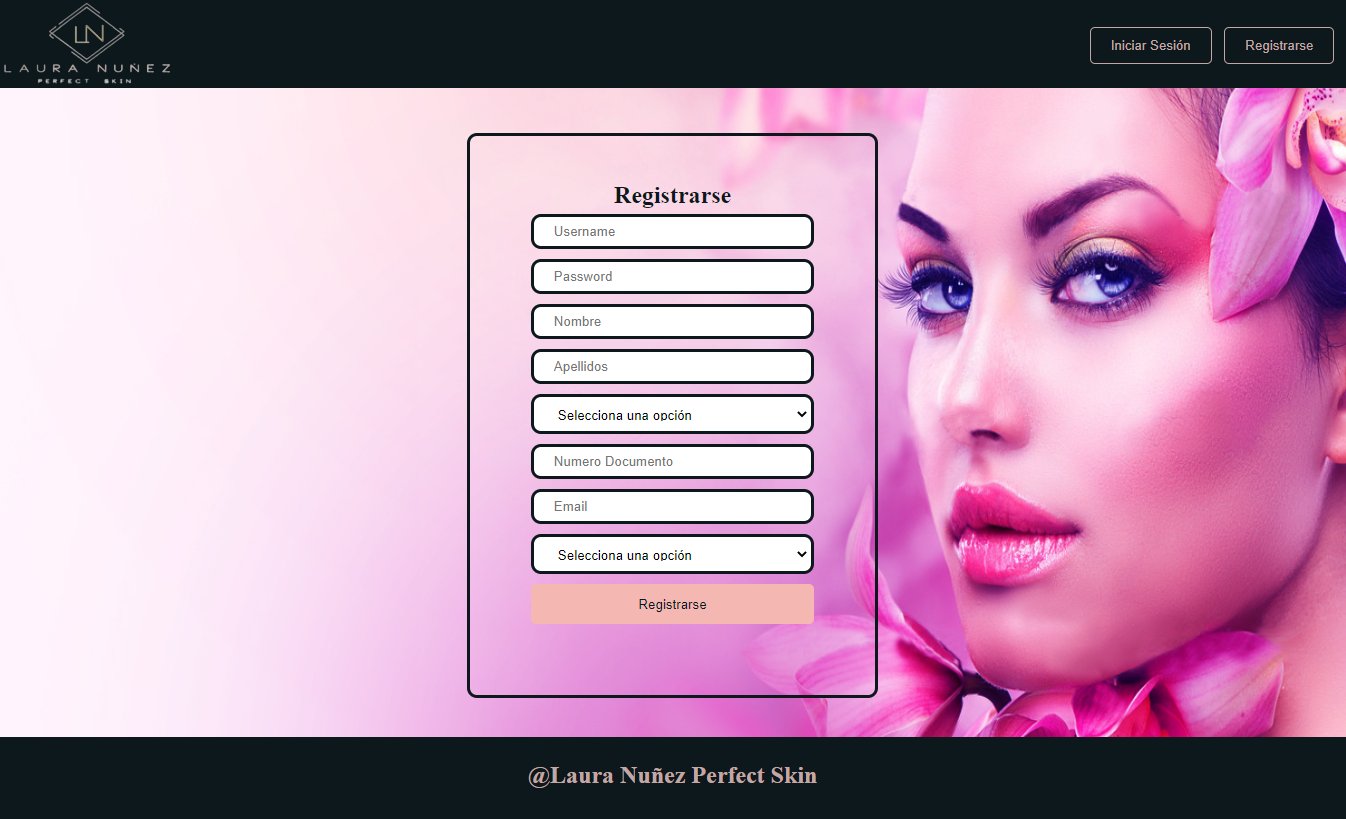 LN
LAURA NUÑEZ
PERFECT SKIN
Iniciar Sesión
Registrarse
Registrarse
Username
Password
Nombre
Apellidos
Selecciona una opción
Numero Documento
Email
Selecciona una opción
Registrarse
@Laura Nuñez Perfect Skin